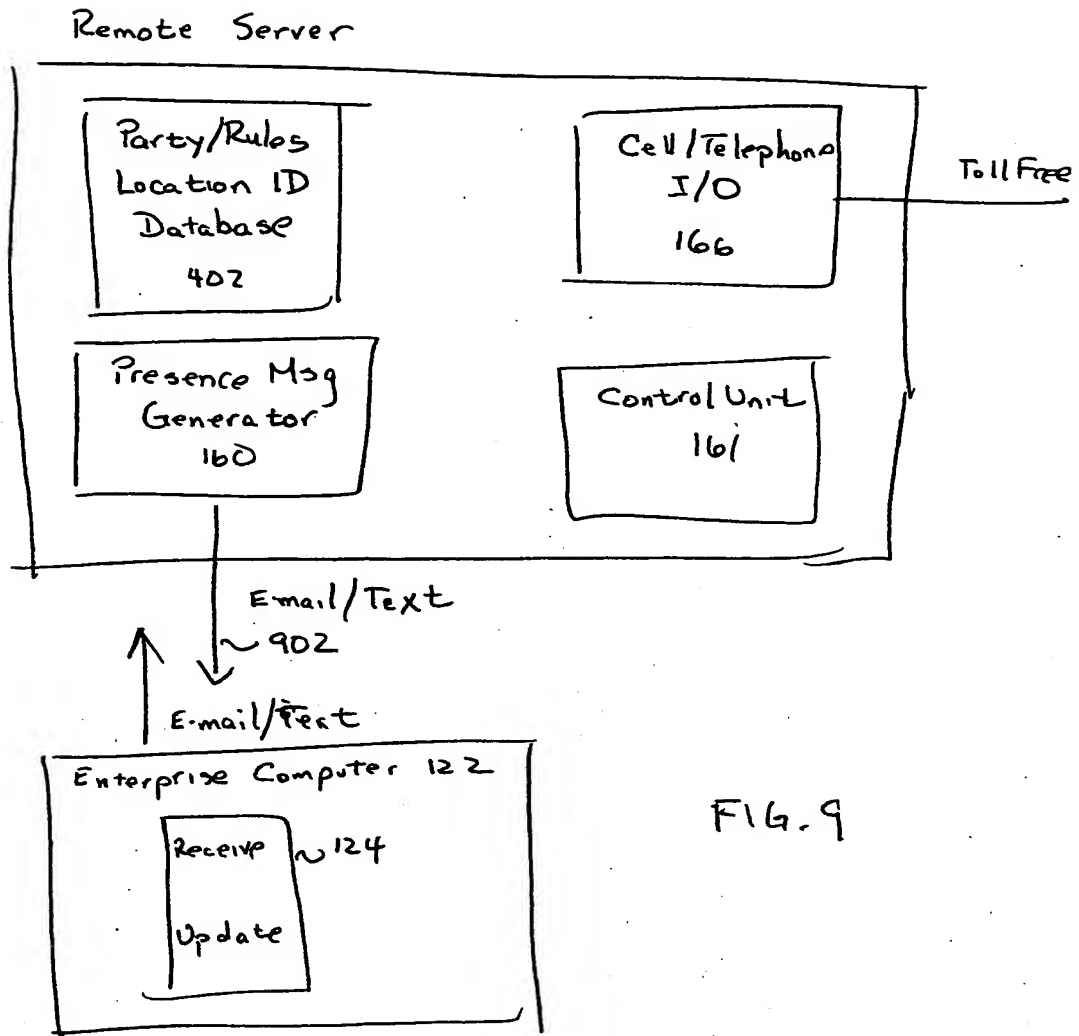 Remote Server
Party/Rules
Location ID
Database
402
Cell/Telephone
I/O
166
Toll Free
Presence Msg
Generator
160
Control Unit
161
E-mail/Text
902
E-mail/Text
Enterprise Computer 122
Receive
124
Update
FIG. 9